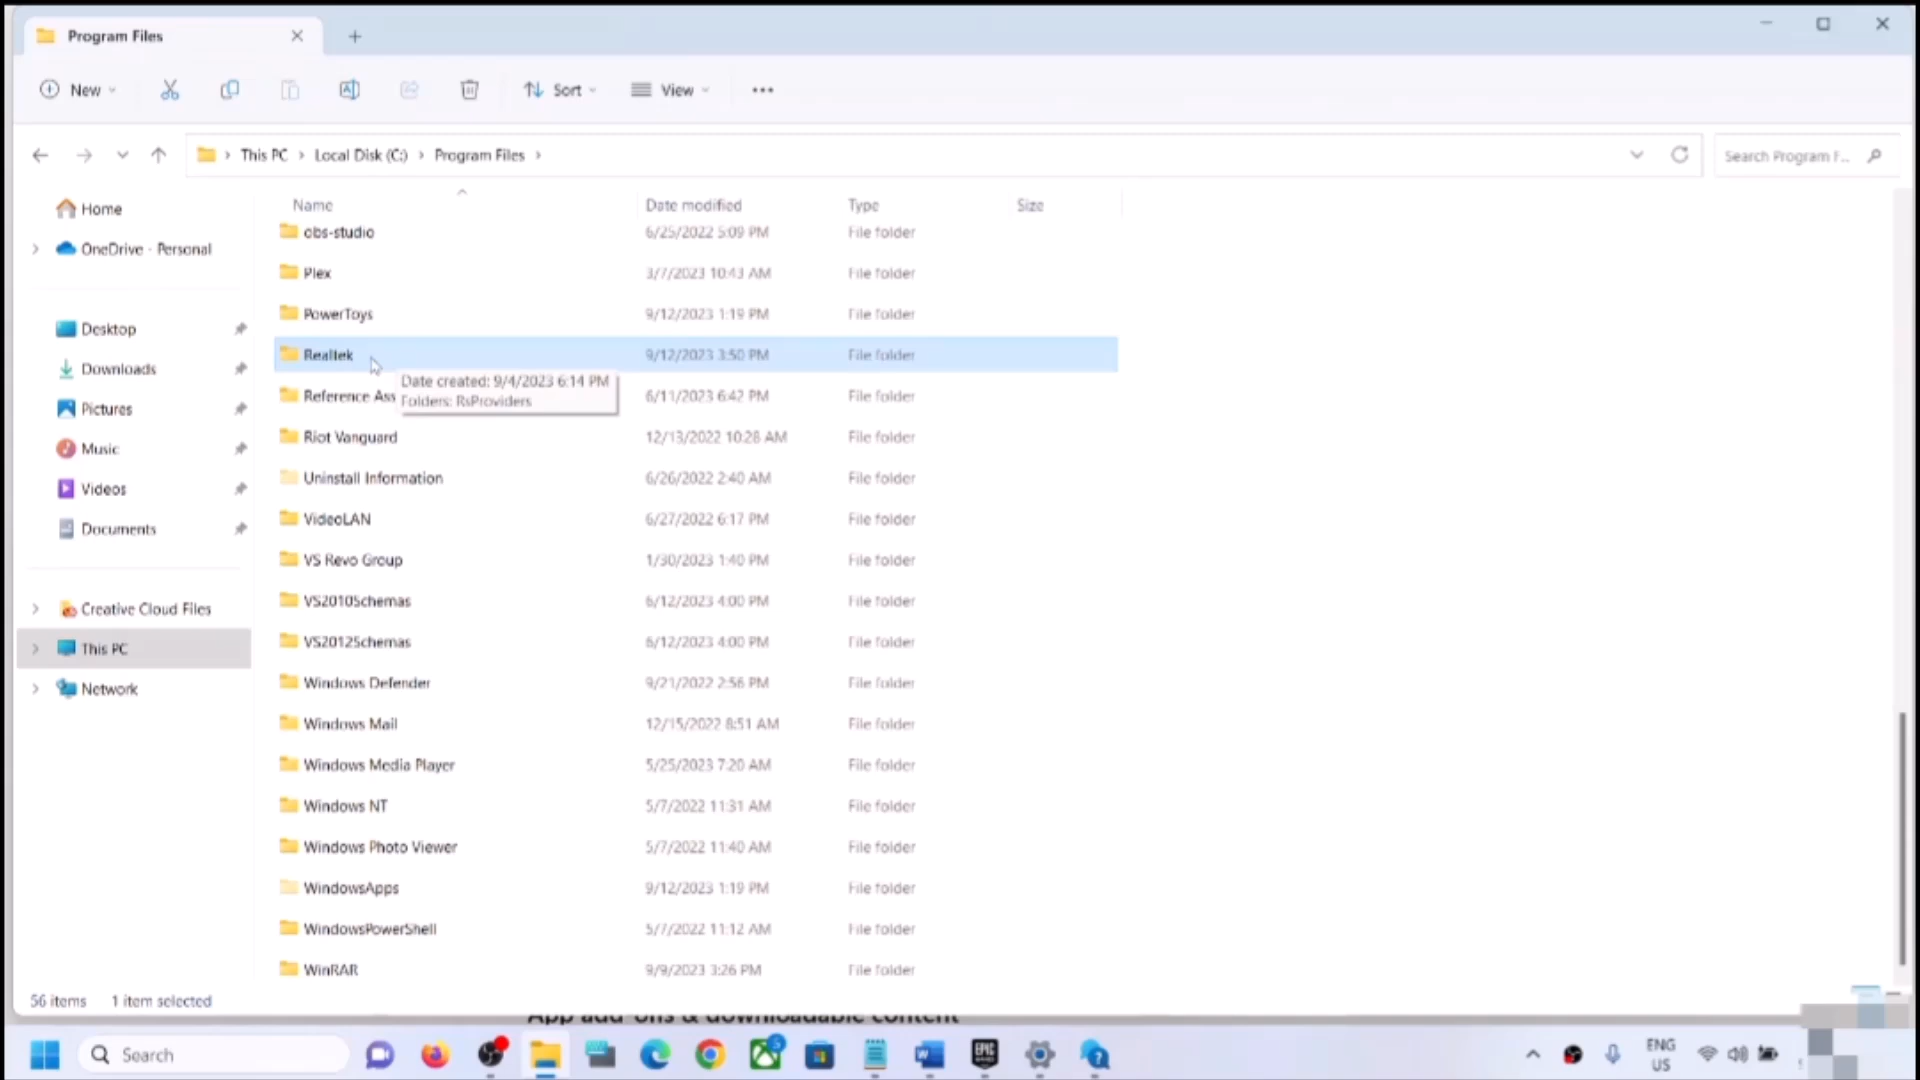 Program Files
New
Sort
View
This PC
Local Disk (C:)
Program Files
Search Program F...
Home
OneDrive - Personal
Desktop
Downloads
Pictures
Music
Videos
Documents
Creative Cloud Files
This PC
Network
Name Date modified Type Size
obs-studio 6/25/2022 5:09 PM File folder
Plex 3/7/2023 10:43 AM File folder
PowerToys 9/12/2023 1:19 PM File folder
Realtek 9/12/2023 3:50 PM File folder
Date created: 9/4/2023 6:14 PM
Folders: RsProviders
Reference Ass 6/11/2023 6:42 PM File folder
Riot Vanguard 12/13/2022 10:28 AM File folder
Uninstall Information 6/26/2022 2:40 AM File folder
VideoLAN 6/27/2022 6:17 PM File folder
VS Revo Group 1/30/2023 1:40 PM File folder
VS2010Schemas 6/12/2023 4:00 PM File folder
VS2012Schemas 6/12/2023 4:00 PM File folder
Windows Defender 9/21/2022 2:56 PM File folder
Windows Mail 12/15/2022 8:51 AM File folder
Windows Media Player 5/25/2023 7:20 AM File folder
Windows NT 5/7/2022 11:31 AM File folder
Windows Photo Viewer 5/7/2022 11:40 AM File folder
WindowsApps 9/12/2023 1:19 PM File folder
WindowsPowerShell 5/7/2022 11:12 AM File folder
WinRAR 9/9/2023 3:26 PM File folder
56 items 1 item selected
App add-ons & downloadable content
Search
5
EPIC
ENG
US